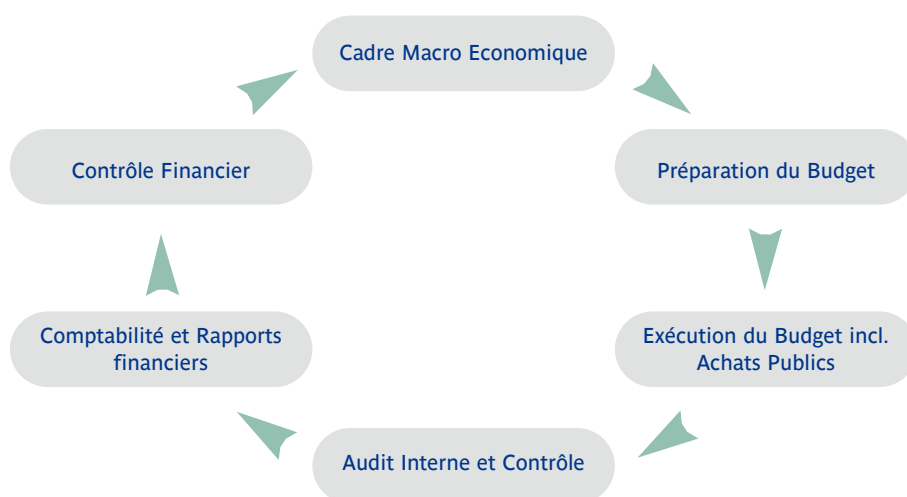 Cadre Macro Economique
Contrôle Financier
Préparation du Budget
Comptabilité et Rapports
financiers
Exécution du Budget incl.
Achats Publics
Audit Interne et Contrôle